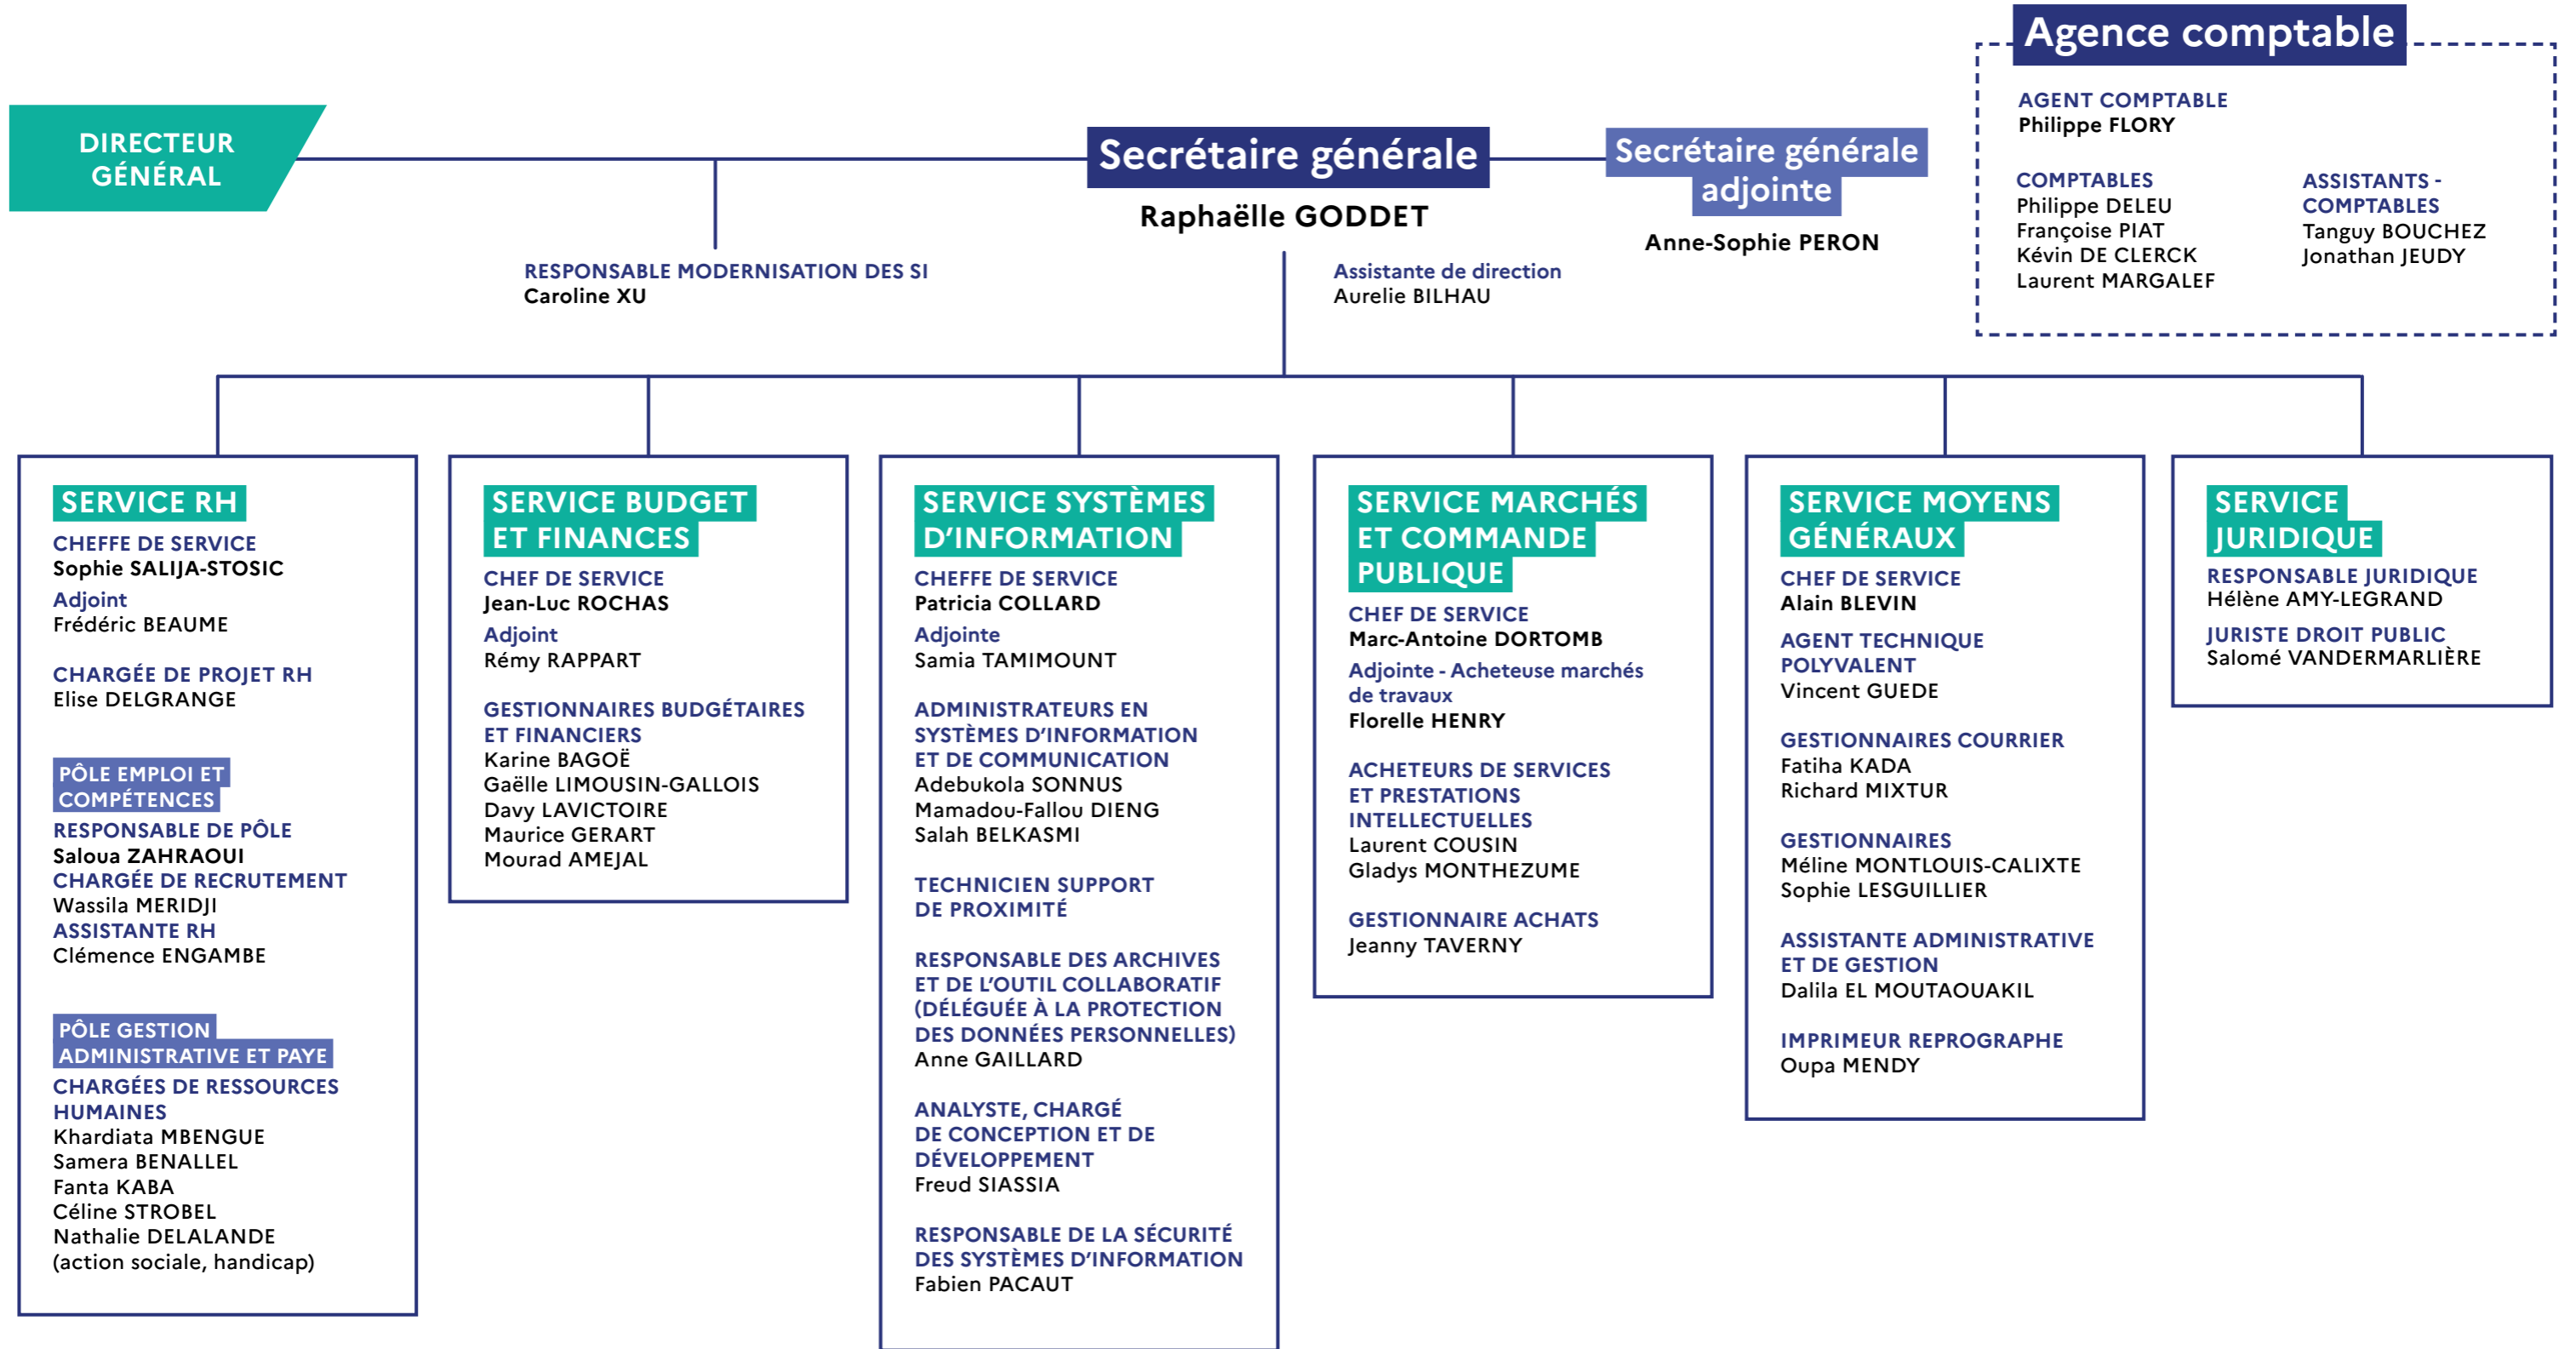 DIRECTEUR
GÉNÉRAL
Secrétaire générale
Raphaëlle GODDET
Secrétaire générale
adjointe
Anne-Sophie PERON
RESPONSABLE MODERNISATION DES SI
Caroline XU
Assistante de direction
Aurelie BILHAU
Agence comptable
AGENT COMPTABLE
Philippe FLORY
COMPTABLES
Philippe DELEU
Françoise PIAT
Kévin DE CLERCK
Laurent MARGALEF
ASSISTANTS -
COMPTABLES
Tanguy BOUCHEZ
Jonathan JEUDY
SERVICE RH
CHEFFE DE SERVICE
Sophie SALIJA-STOSIC
Adjoint
Frédéric BEAUME
CHARGÉE DE PROJET RH
Elise DELGRANGE
PÔLE EMPLOI ET
COMPÉTENCES
RESPONSABLE DE PÔLE
Saloua ZAHRAOUI
CHARGÉE DE RECRUTEMENT
Wassila MERIDJI
ASSISTANTE RH
Clémence ENGAMBE
PÔLE GESTION
ADMINISTRATIVE ET PAYE
CHARGÉES DE RESSOURCES
HUMAINES
Khardiata MBENGUE
Samera BENALLEL
Fanta KABA
Céline STROBEL
Nathalie DELALANDE
(action sociale, handicap)
SERVICE BUDGET
ET FINANCES
CHEF DE SERVICE
Jean-Luc ROCHAS
Adjoint
Rémy RAPPART
GESTIONNAIRES BUDGÉTAIRES
ET FINANCIERS
Karine BAGOË
Gaëlle LIMOUSIN-GALLOIS
Davy LAVICTOIRE
Maurice GERART
Mourad AMEJAL
SERVICE SYSTÈMES
D'INFORMATION
CHEFFE DE SERVICE
Patricia COLLARD
Adjointe
Samia TAMIMOUNT
ADMINISTRATEURS EN
SYSTÈMES D'INFORMATION
ET DE COMMUNICATION
Adebukola SONNUS
Mamadou-Fallou DIENG
Salah BELKASMI
TECHNICIEN SUPPORT
DE PROXIMITÉ
RESPONSABLE DES ARCHIVES
ET DE L'OUTIL COLLABORATIF
(DÉLÉGUÉE À LA PROTECTION
DES DONNÉES PERSONNELLES)
Anne GAILLARD
ANALYSTE, CHARGÉ
DE CONCEPTION ET DE
DÉVELOPPEMENT
Freud SIASSIA
RESPONSABLE DE LA SÉCURITÉ
DES SYSTÈMES D'INFORMATION
Fabien PACAUT
SERVICE MARCHÉS
ET COMMANDE
PUBLIQUE
CHEF DE SERVICE
Marc-Antoine DORTOMB
Adjointe - Acheteuse marchés
de travaux
Florelle HENRY
ACHETEURS DE SERVICES
ET PRESTATIONS
INTELLECTUELLES
Laurent COUSIN
Gladys MONTHEZUME
GESTIONNAIRE ACHATS
Jeanny TAVERNY
SERVICE MOYENS
GÉNÉRAUX
CHEF DE SERVICE
Alain BLEVIN
AGENT TECHNIQUE
POLYVALENT
Vincent GUEDE
GESTIONNAIRES COURRIER
Fatiha KADA
Richard MIXTUR
GESTIONNAIRES
Méline MONTLOUIS-CALIXTE
Sophie LESGUILLIER
ASSISTANTE ADMINISTRATIVE
ET DE GESTION
Dalila EL MOUTAOUAKIL
IMPRIMEUR REPROGRAPHE
Oupa MENDY
SERVICE
JURIDIQUE
RESPONSABLE JURIDIQUE
Hélène AMY-LEGRAND
JURISTE DROIT PUBLIC
Salomé VANDERMARLIÈRE